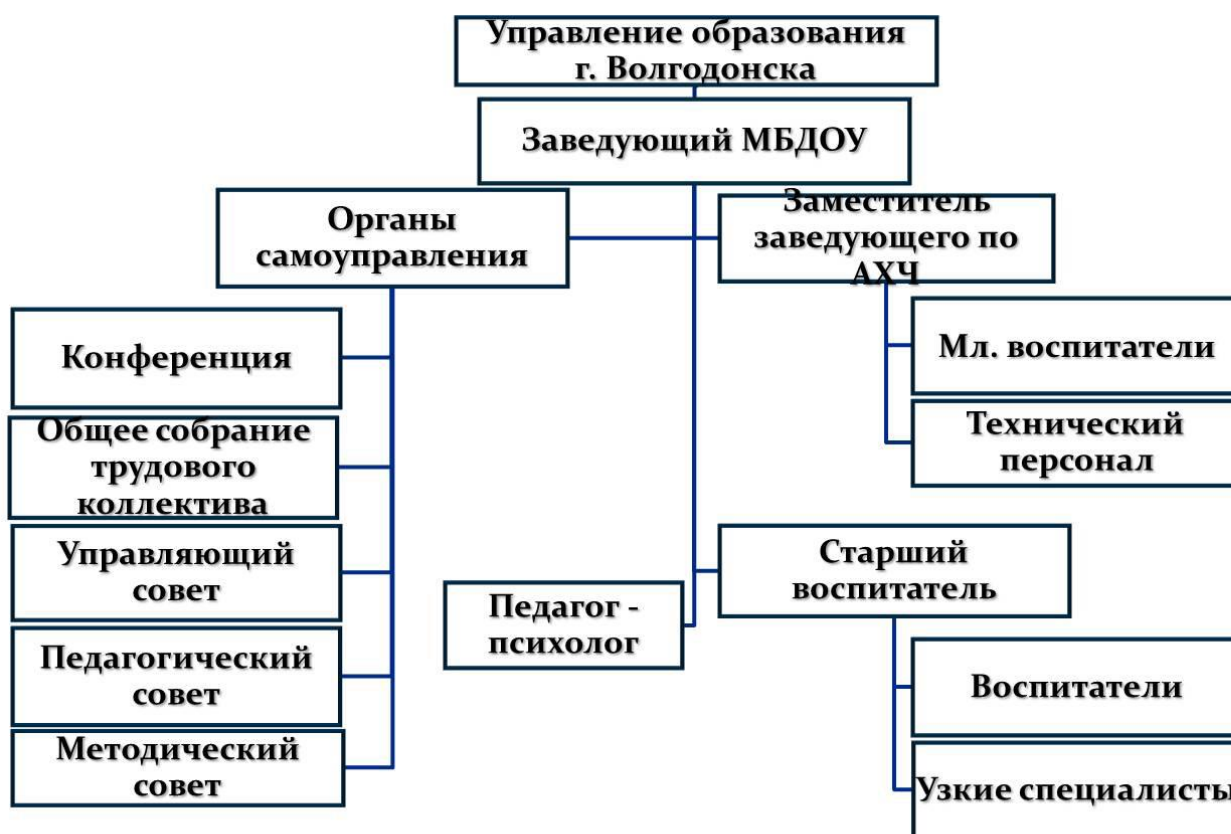 Управление образования
г. Волгодонска
Заведующий МБДОУ
Органы
самоуправления
Заместитель
заведующего по
АХЧ
Конференция
Общее собрание
трудового
коллектива
Управляющий
совет
Педагогический
совет
Методический
совет
Мл. воспитатели
Технический
персонал
Педагог -
психолог
Старший
воспитатель
Воспитатели
Узкие специалисты